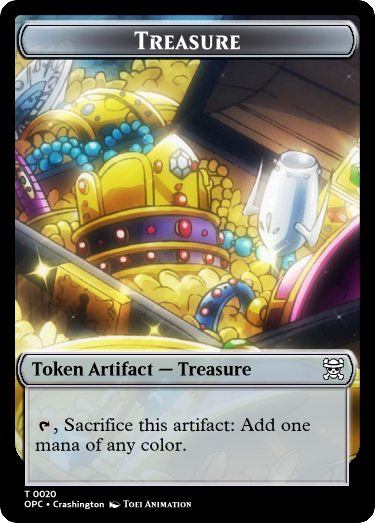 Treasure
Token Artifact — Treasure
, Sacrifice this artifact: Add one
mana of any color.
T 0020
OPC • Crashington Toei Animation